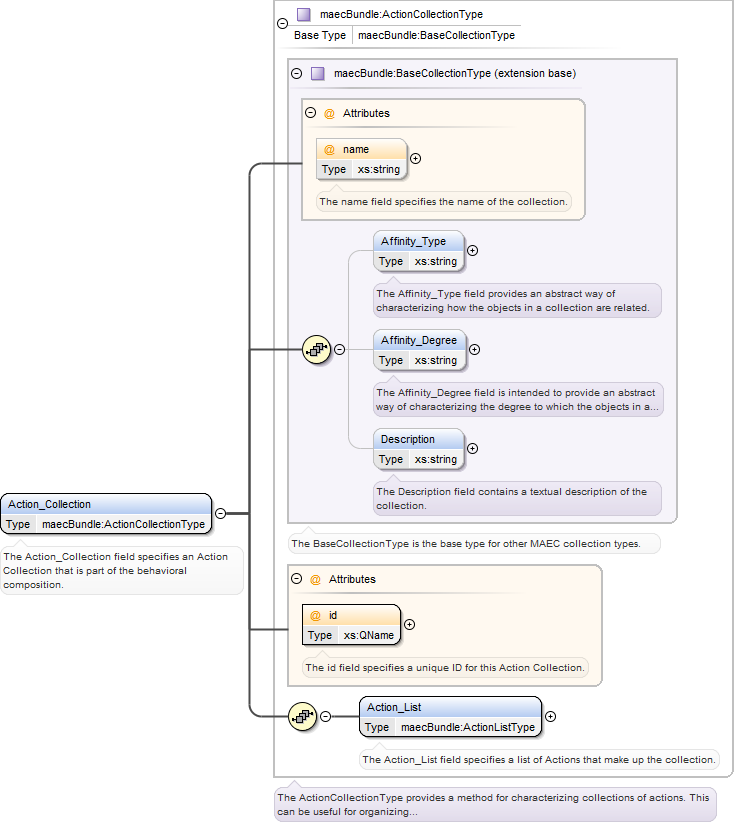 maecBundle:ActionCollectionType
Base Type maecBundle:BaseCollectionType
maecBundle:BaseCollectionType (extension base)
@ Attributes
@ name
Type xs:string
The name field specifies the name of the collection.
Affinity_Type
Type xs:string
The Affinity_Type field provides an abstract way of
characterizing how the objects in a collection are related.
Affinity_Degree
Type xs:string
The Affinity_Degree field is intended to provide an abstract
way of characterizing the degree to which the objects in a...
Description
Type xs:string
The Description field contains a textual description of the
collection.
Action_Collection
Type maecBundle:ActionCollectionType
The Action_Collection field specifies an Action
Collection that is part of the behavioral
composition.
The BaseCollectionType is the base type for other MAEC collection types.
@ Attributes
@ id
Type xs:QName
The id field specifies a unique ID for this Action Collection.
Action_List
Type maecBundle:ActionListType
The Action_List field specifies a list of Actions that make up the collection.
The ActionCollectionType provides a method for characterizing collections of actions. This
can be useful for organizing...